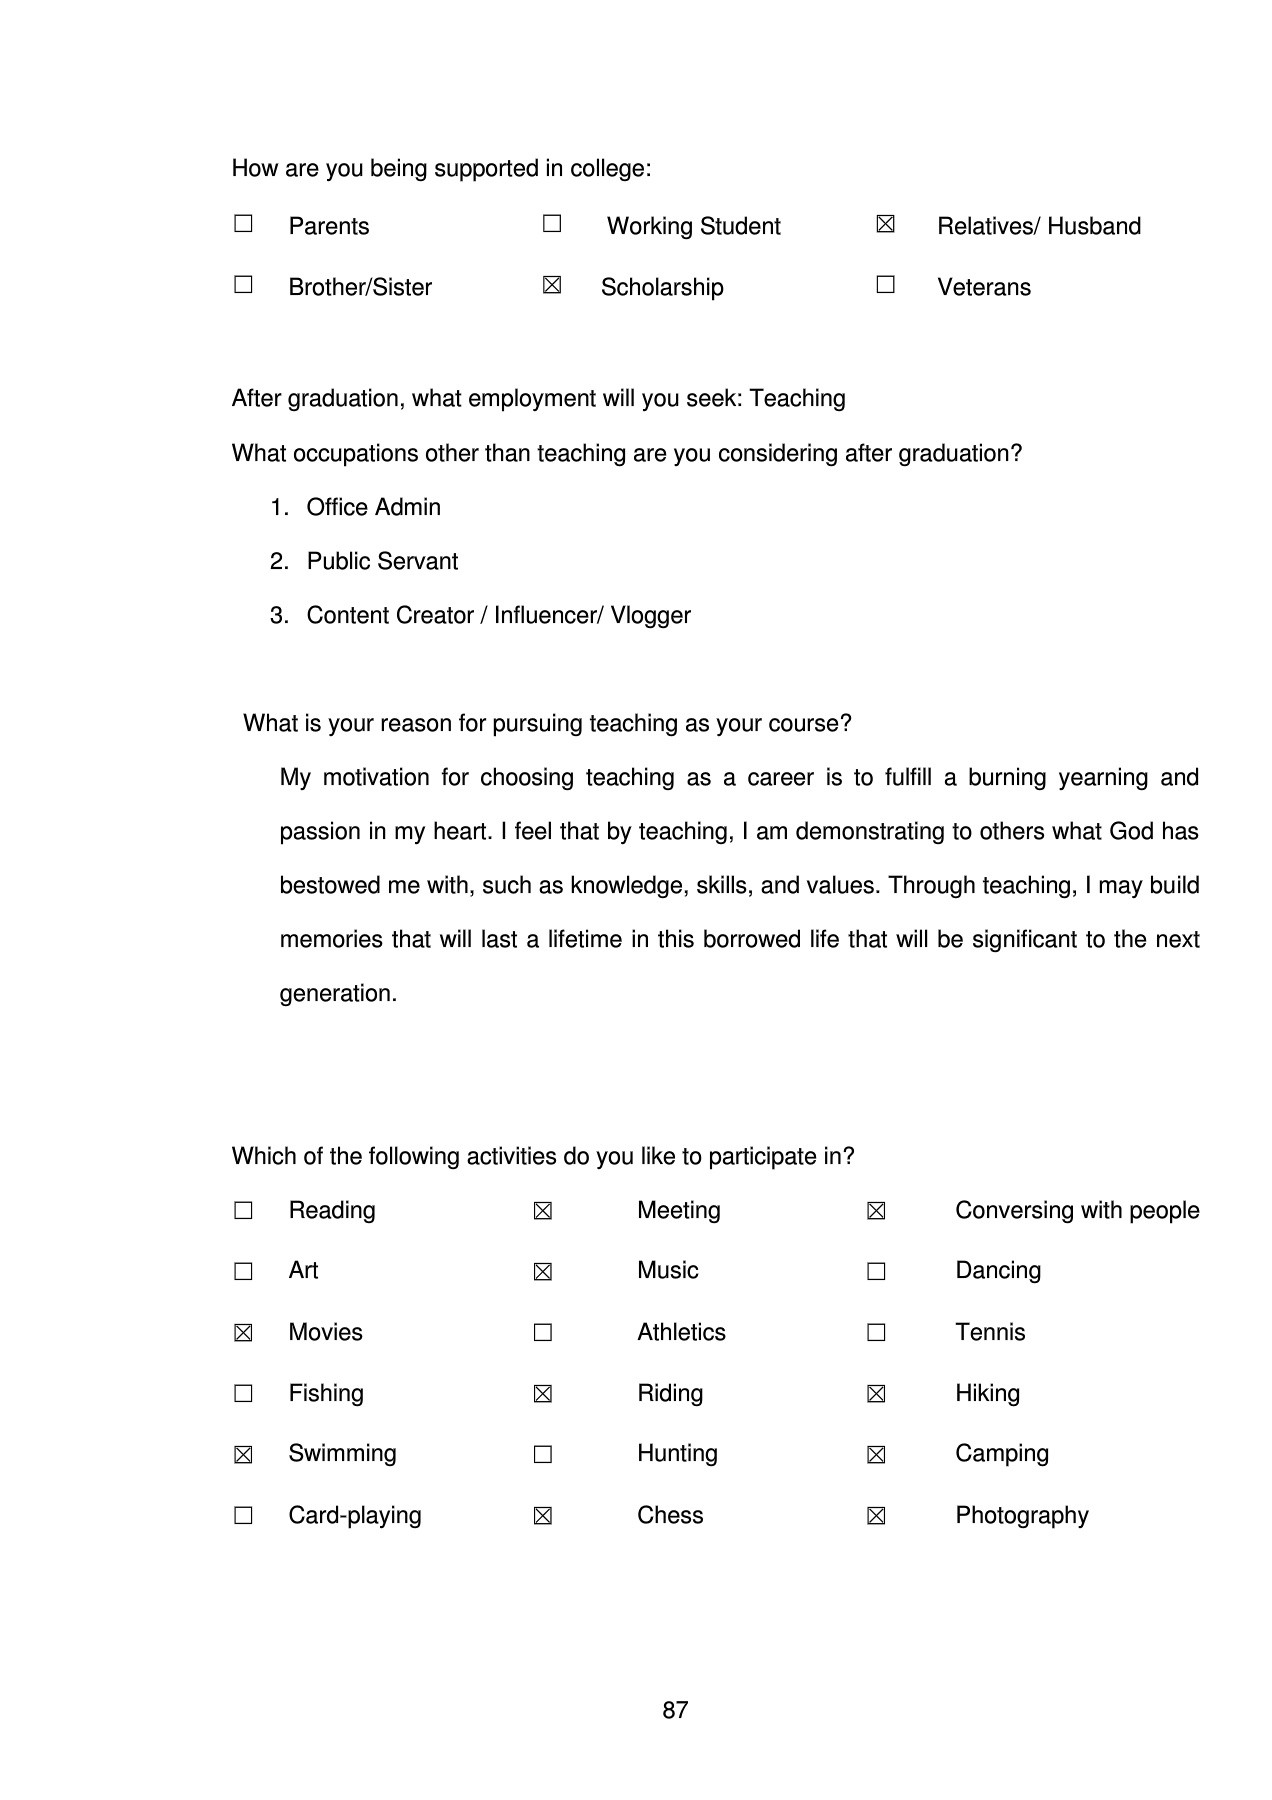 How are you being supported in college:
☐ Parents ☐ Working Student ☒ Relatives/ Husband
☐ Brother/Sister ☒ Scholarship ☐ Veterans
After graduation, what employment will you seek: Teaching
What occupations other than teaching are you considering after graduation?
1. Office Admin
2. Public Servant
3. Content Creator / Influencer/ Vlogger
What is your reason for pursuing teaching as your course?
My motivation for choosing teaching as a career is to fulfill a burning yearning and
passion in my heart. I feel that by teaching, I am demonstrating to others what God has
bestowed me with, such as knowledge, skills, and values. Through teaching, I may build
memories that will last a lifetime in this borrowed life that will be significant to the next
generation.
Which of the following activities do you like to participate in?
☐ Reading ☒ Meeting ☒ Conversing with people
☐ Art ☒ Music ☐ Dancing
☒ Movies ☐ Athletics ☐ Tennis
☐ Fishing ☒ Riding ☒ Hiking
☒ Swimming ☐ Hunting ☒ Camping
☐ Card-playing ☒ Chess ☒ Photography
87